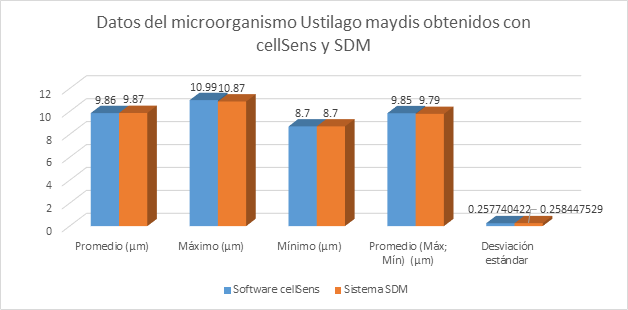 Datos del microorganismo Ustilago maydis obtenidos con
cellSens y SDM
12
10
8
6
4
2
0
9.86 9.87
10.99 10.87
8.7 8.7
9.85 9.79
0.257740422 0.258447529
Promedio (µm)
Máximo (µm)
Mínimo (µm)
Promedio (Máx;
Mín) (µm)
Desviación
estándar
Software cellSens
Sistema SDM